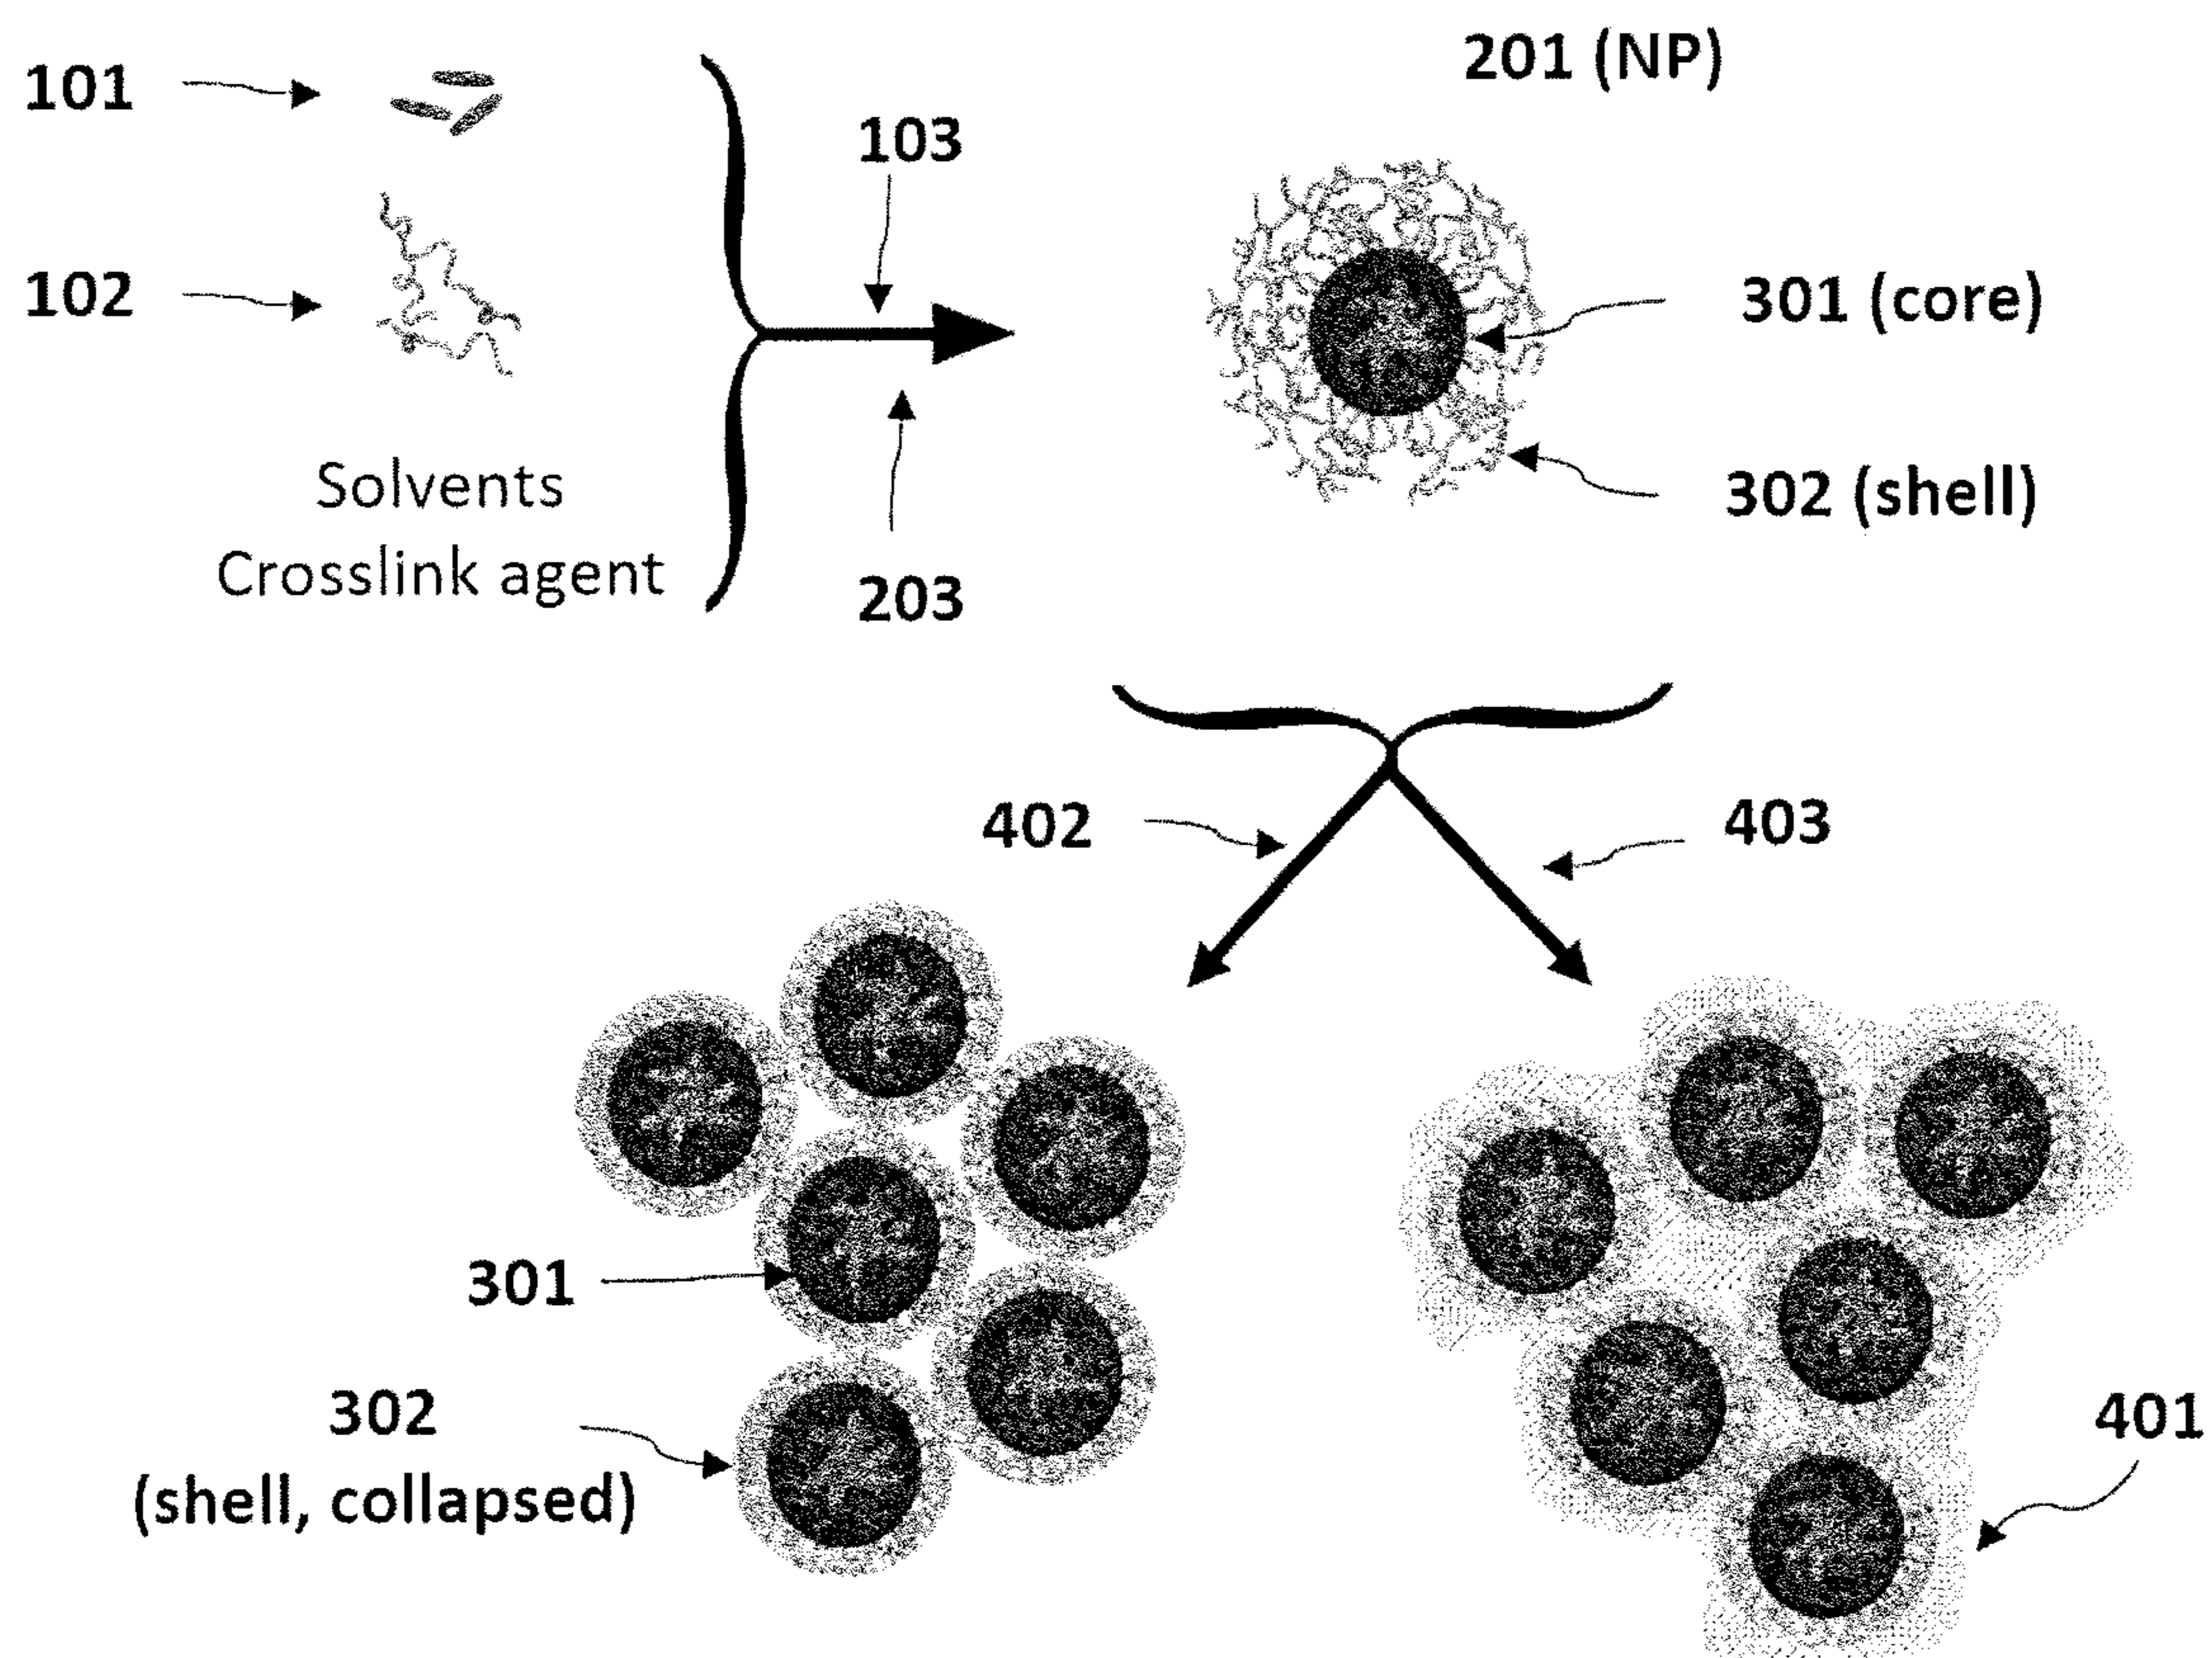 101
102
Solvents
Crosslink agent
103
203
201 (NP)
301 (core)
302 (shell)
402
403
301
302
(shell, collapsed)
401